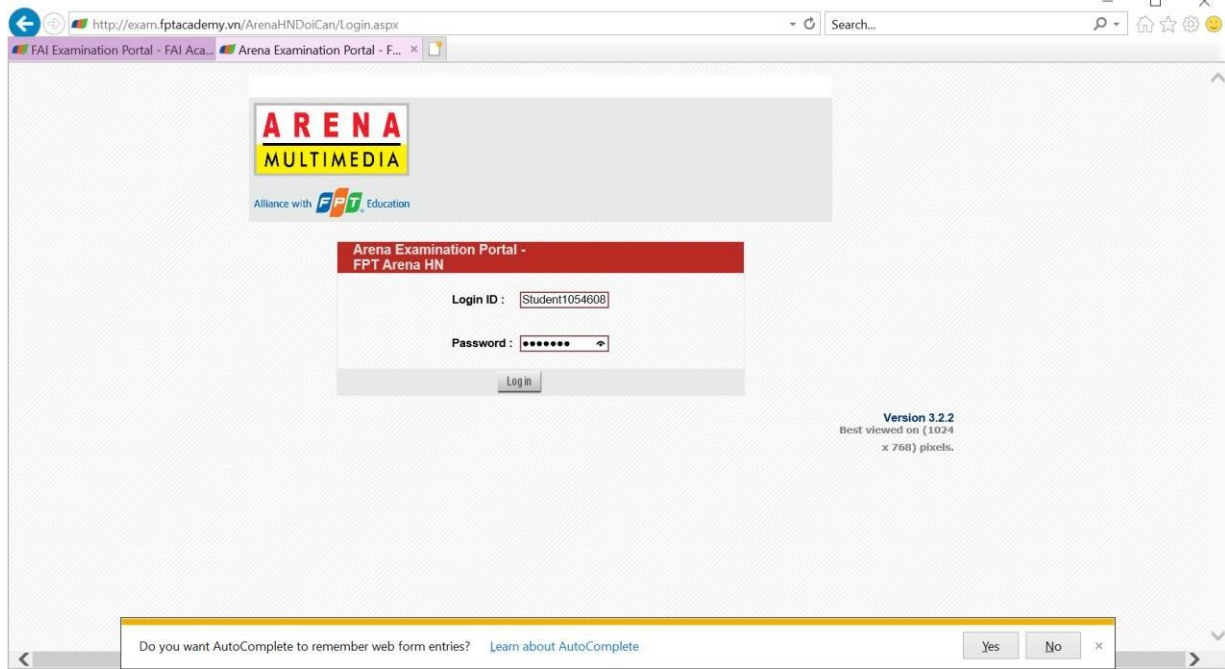 http://exam.fptacademy.vn/ArenaHNDoiCan/Login.aspx
Search...
FAI Examination Portal - FAI Aca...
Arena Examination Portal - F...
ARENA
MULTIMEDIA
Alliance with FPT Education
Arena Examination Portal -
FPT Arena HN
Login ID :
Student1054608
Password :
Login
Version 3.2.2
Best viewed on (1024
x 768) pixels.
Do you want AutoComplete to remember web form entries? Learn about AutoComplete
Yes
No